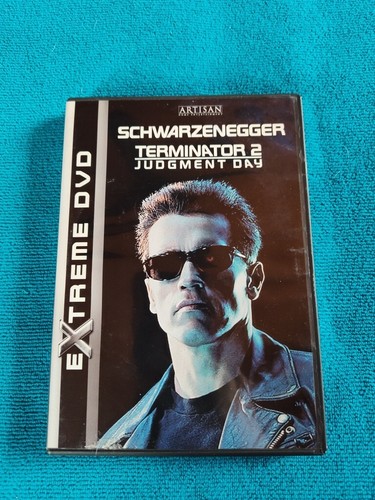 ARTISAN
SCHWARZENEGGER
TERMINATOR 2
JUDGMENT DAY
EXTREME DVD